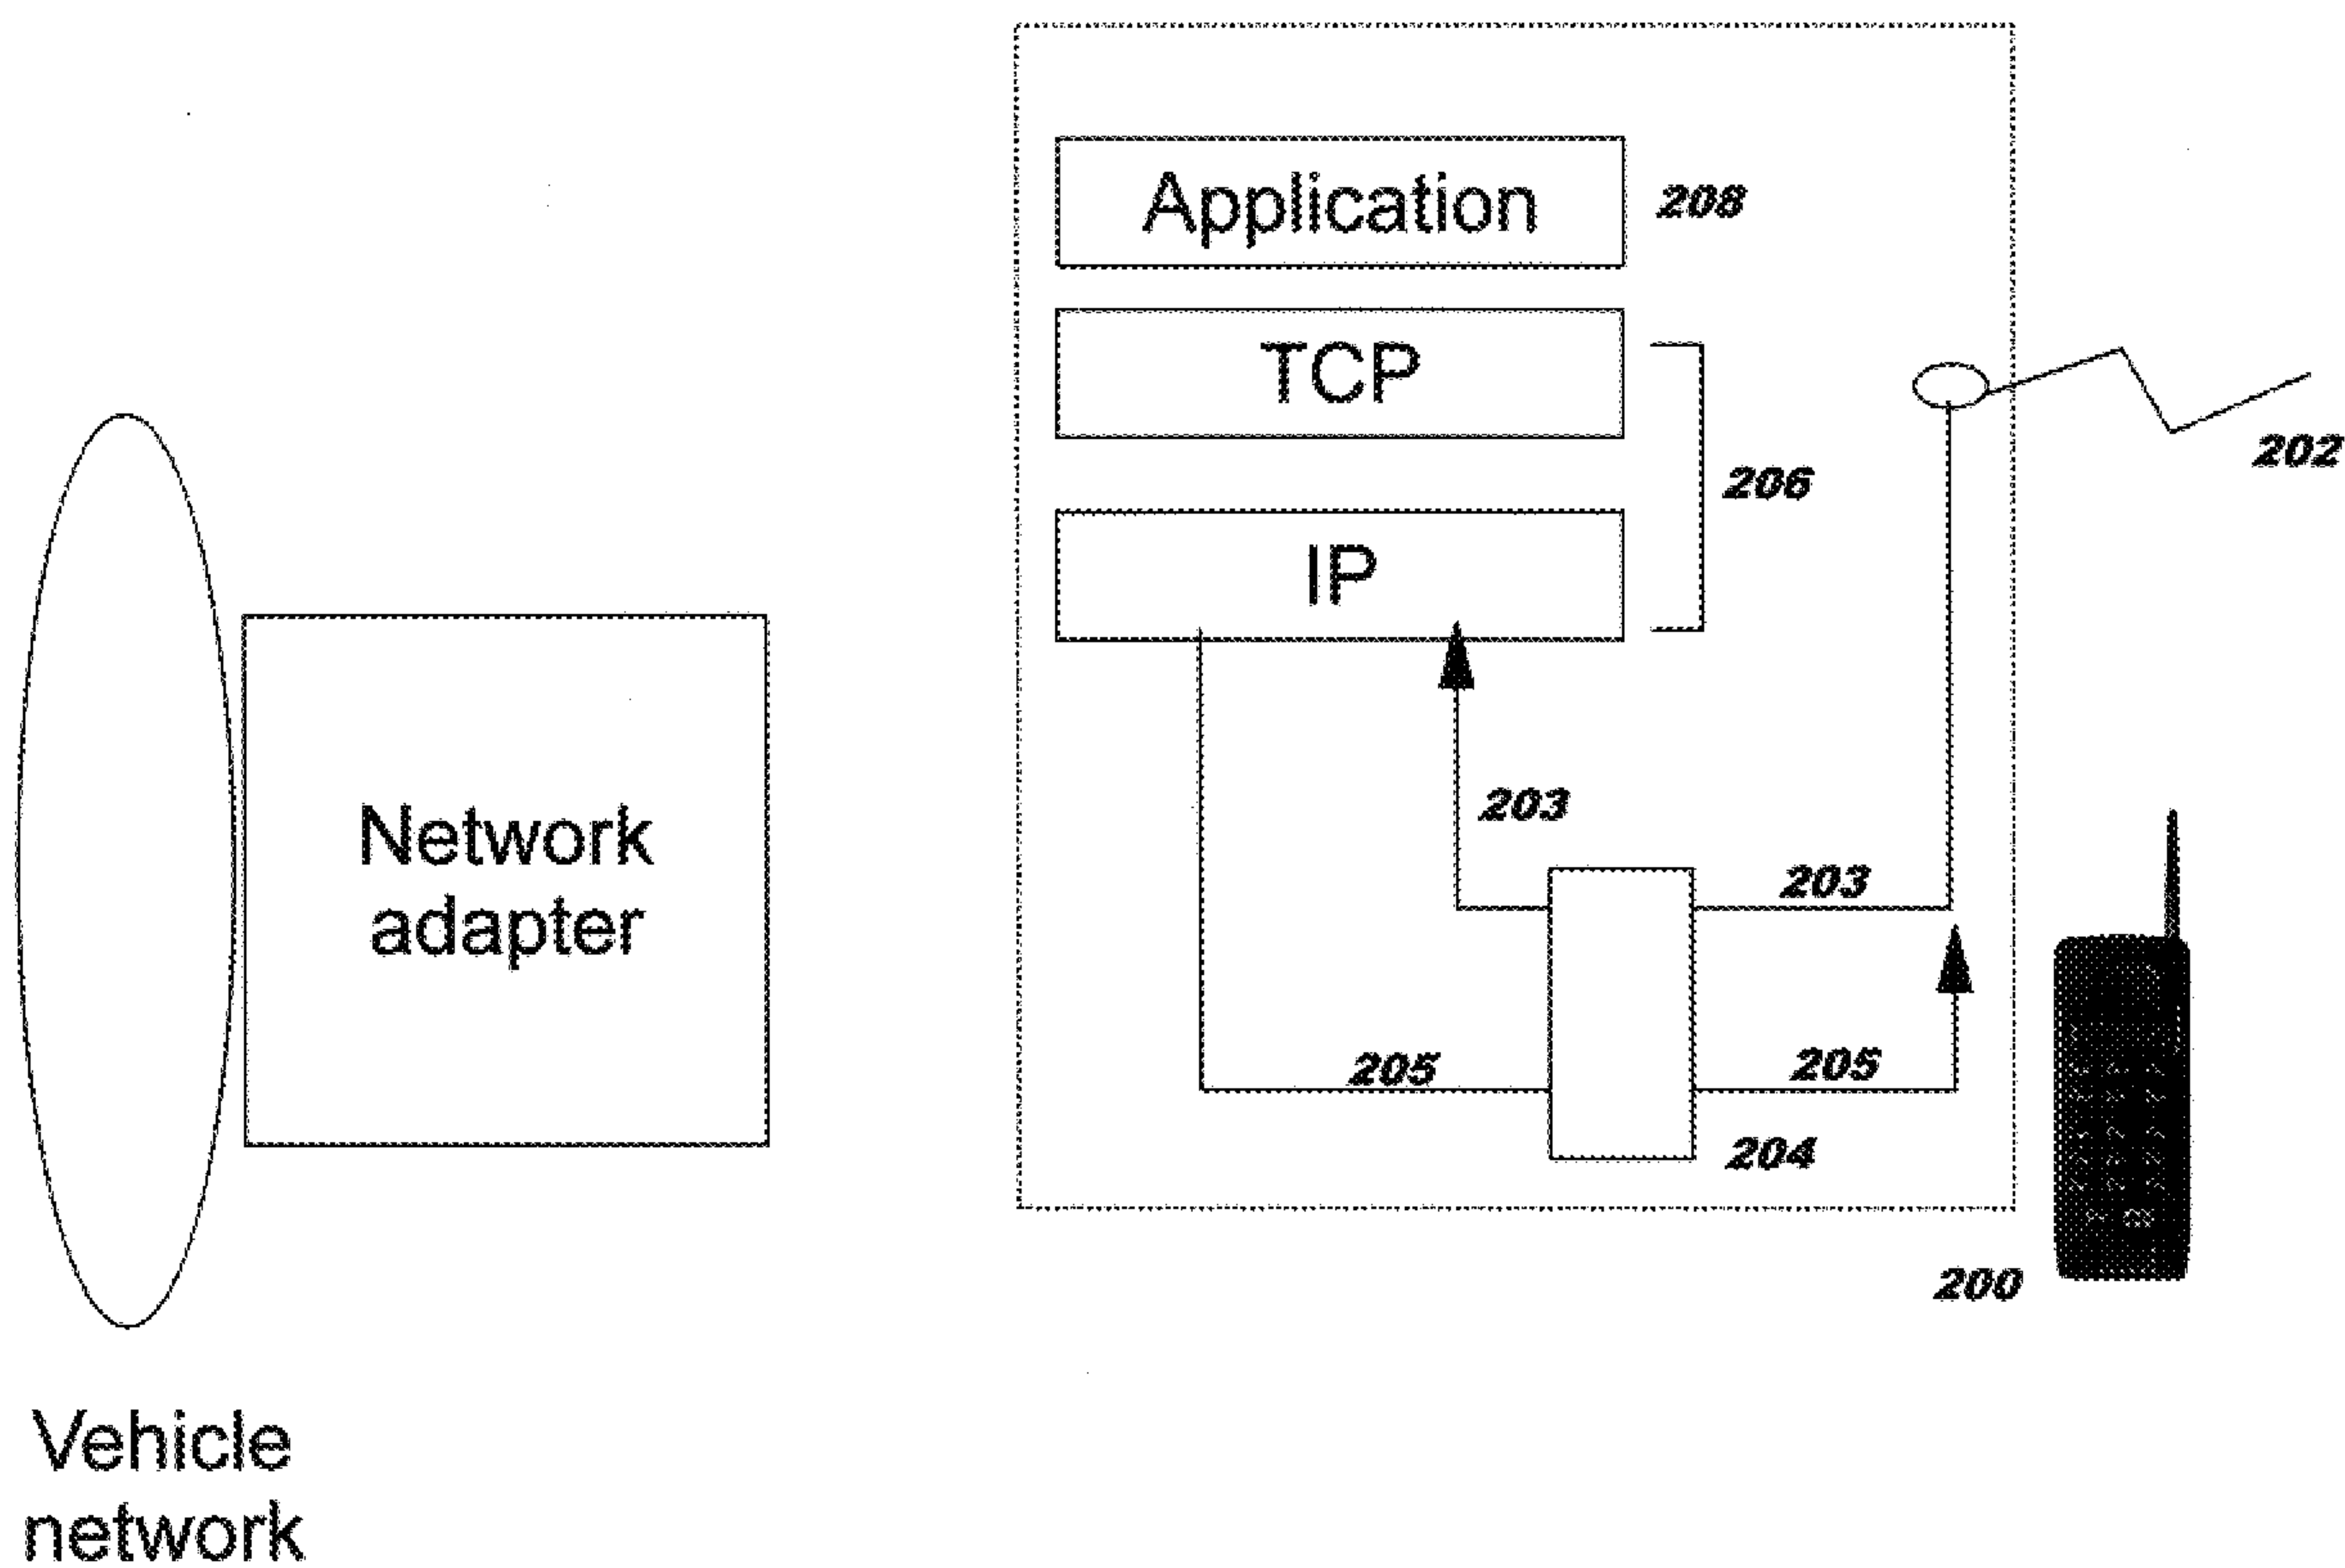 Application
208
TCP
202
206
IP
203
203
Network
adapter
205
205
204
200
Vehicle
network